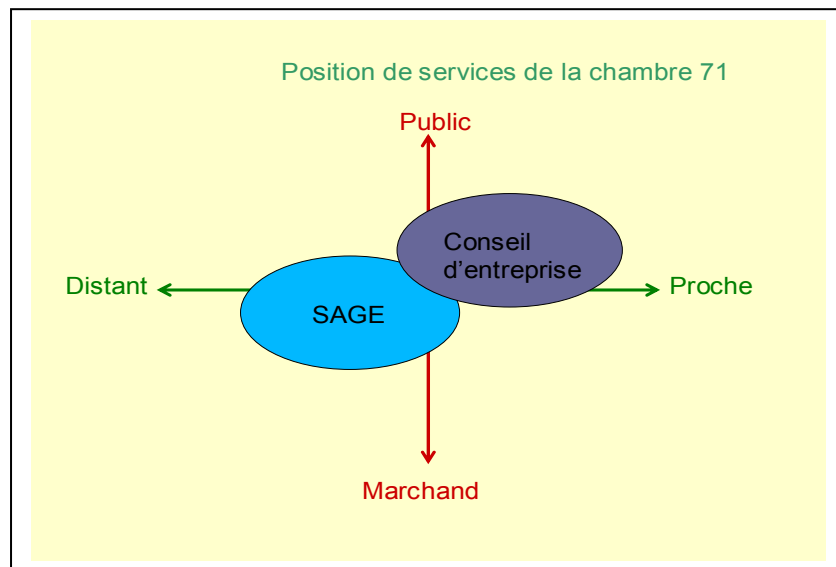 Position de services de la chambre 71
Public
Conseil
d'entreprise
Distant
Proche
SAGE
Marchand